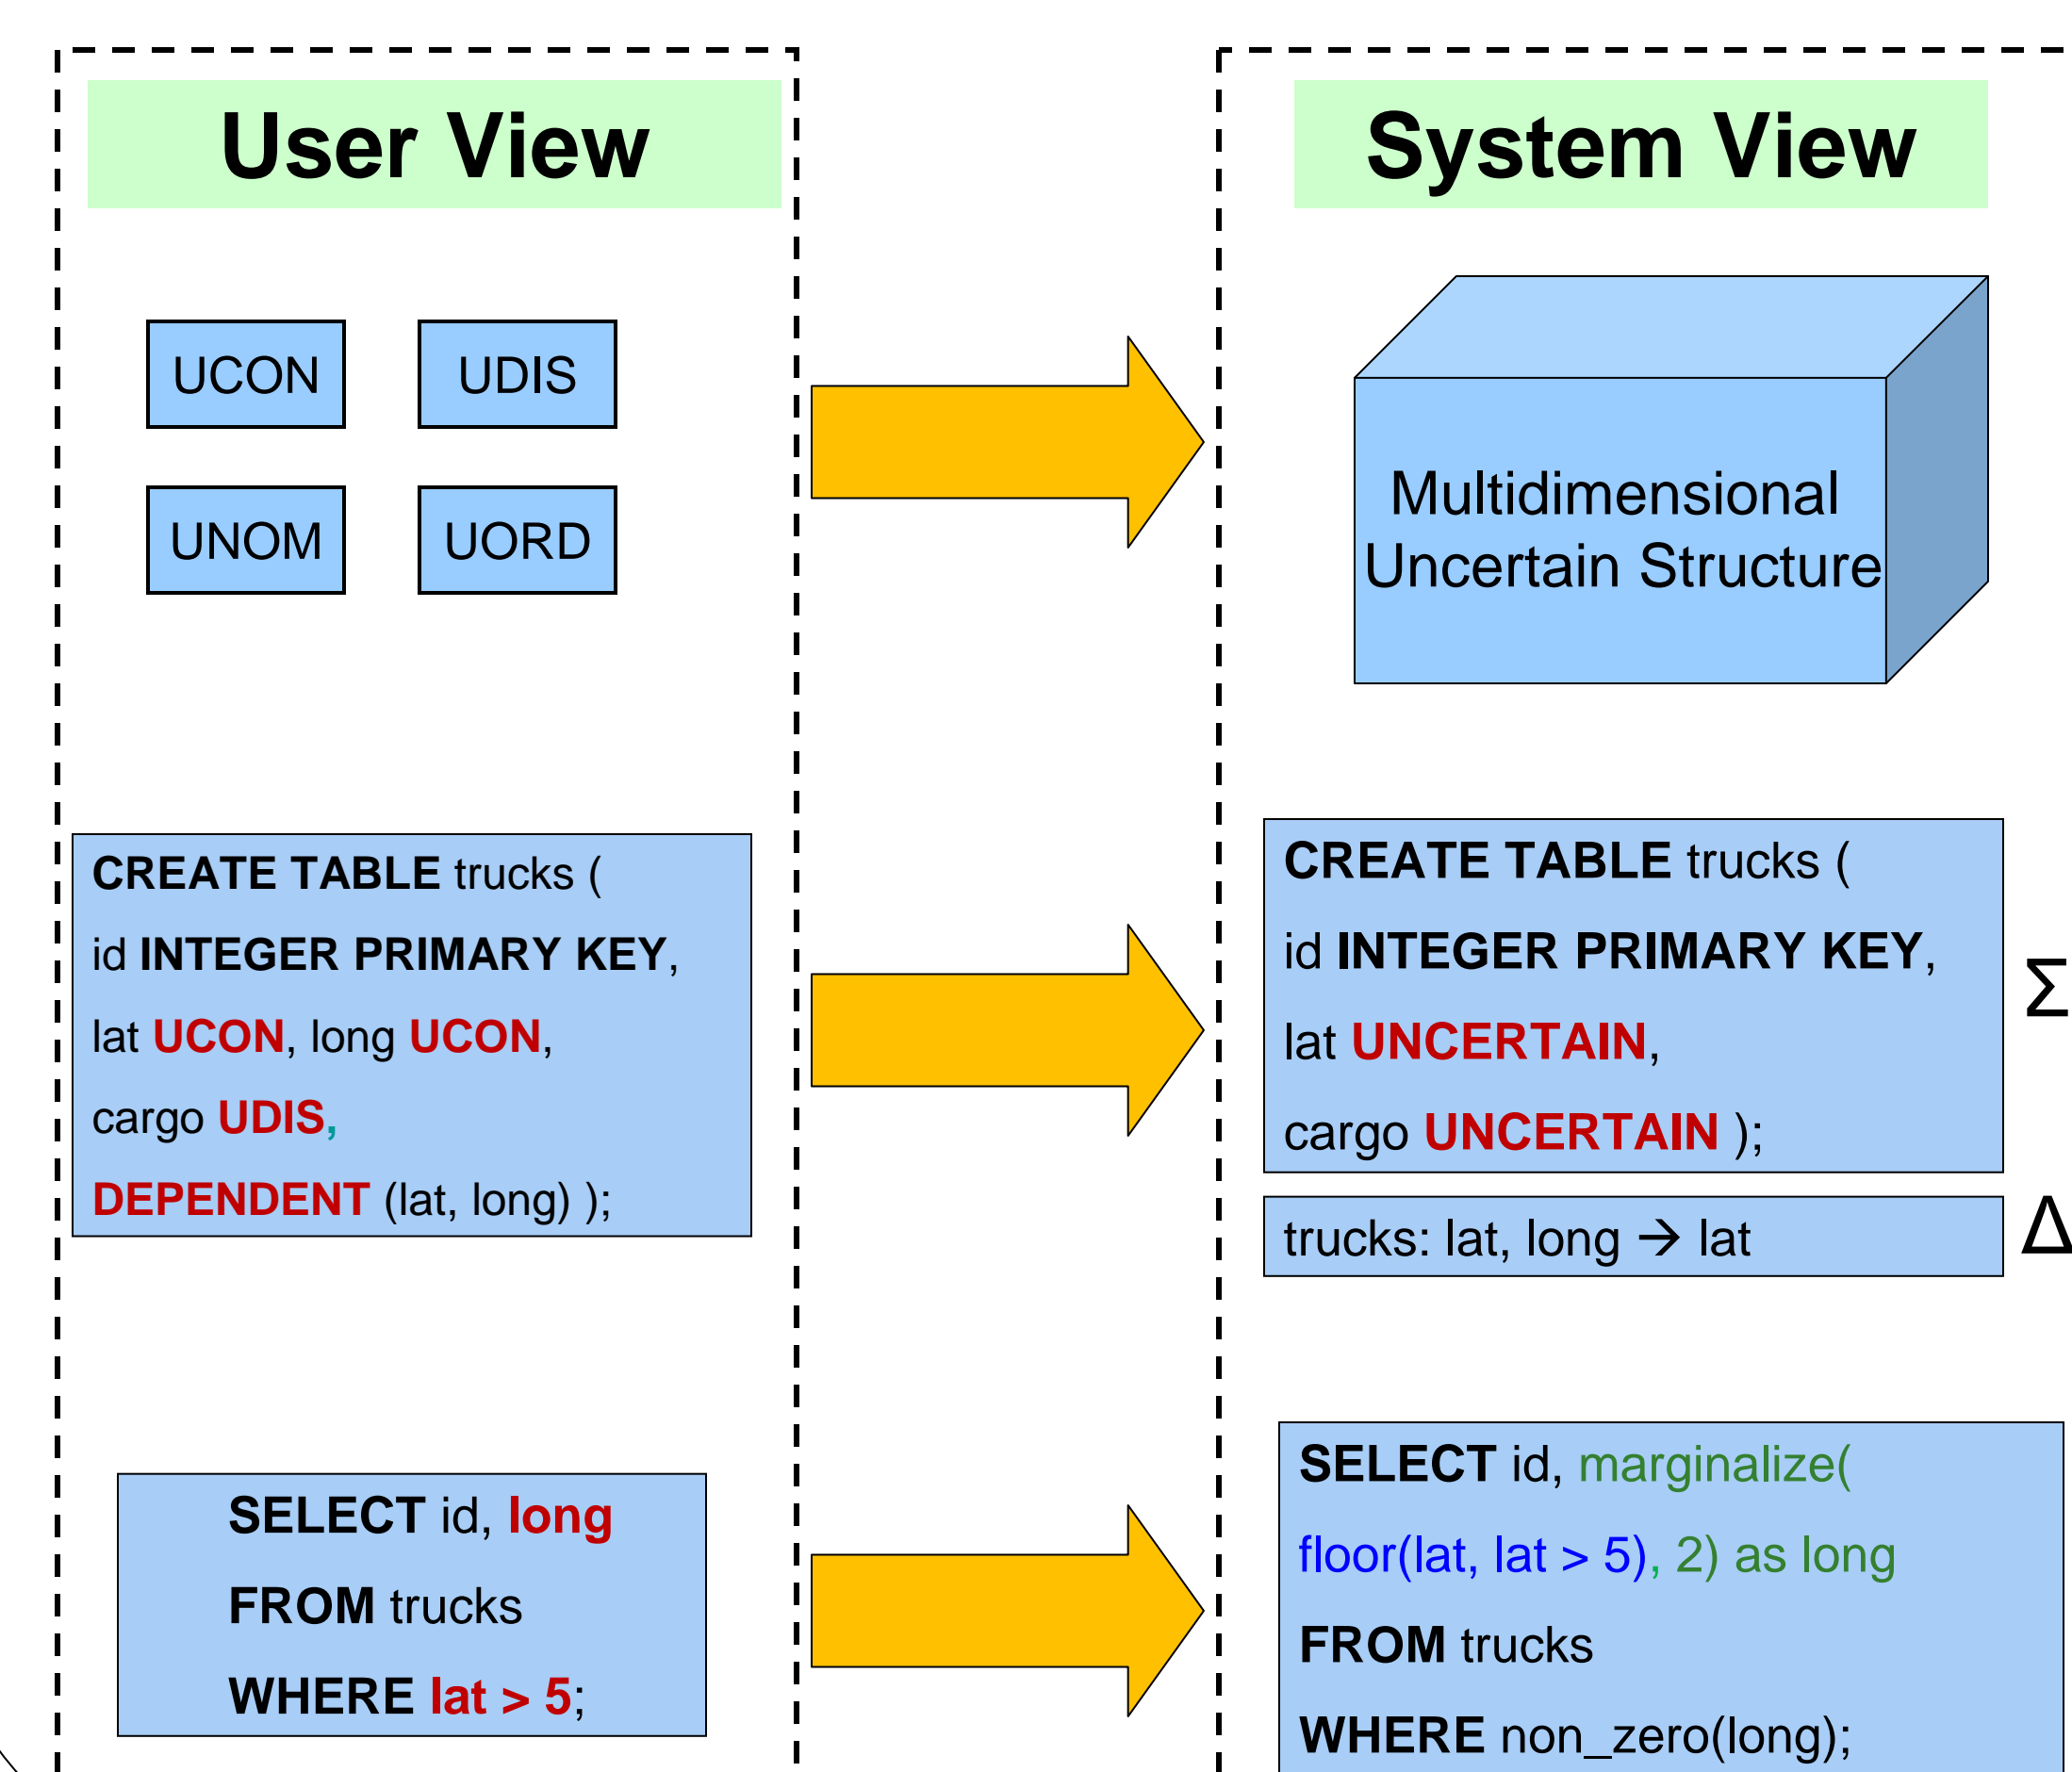 User View
UCON
UDIS
UNOM
UORD
CREATE TABLE trucks (
id INTEGER PRIMARY KEY,
lat UCON, long UCON,
cargo UDIS,
DEPENDENT (lat, long) );
SELECT id, long
FROM trucks
WHERE lat > 5;
System View
Multidimensional
Uncertain Structure
CREATE TABLE trucks (
id INTEGER PRIMARY KEY,
lat UNCERTAIN,
cargo UNCERTAIN );
Σ
trucks: lat, long → lat
Δ
SELECT id, marginalize(
floor(lat, lat > 5), 2) as long
FROM trucks
WHERE non_zero(long);